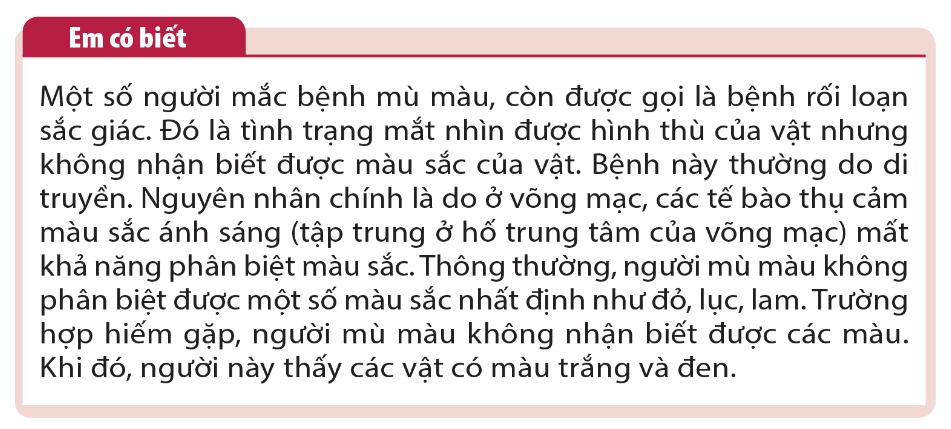 Em có biết
Một số người mắc bệnh mù màu, còn được gọi là bệnh rối loạn
sắc giác. Đó là tình trạng mắt nhìn được hình thù của vật nhưng
không nhận biết được màu sắc của vật. Bệnh này thường do di
truyền. Nguyên nhân chính là do ở võng mạc, các tế bào thụ cảm
màu sắc ánh sáng (tập trung ở hố trung tâm của võng mạc) mất
khả năng phân biệt màu sắc. Thông thường, người mù màu không
phân biệt được một số màu sắc nhất định như đỏ, lục, lam. Trường
hợp hiếm gặp, người mù màu không nhận biết được các màu.
Khi đó, người này thấy các vật có màu trắng và đen.